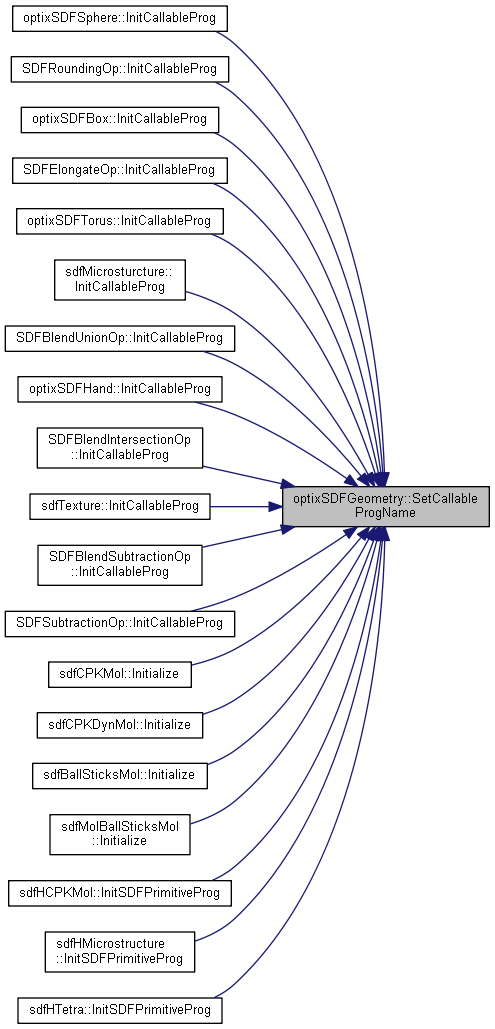 optixSDFSphere::InitCallableProg
SDFRoundingOp::InitCallableProg
optixSDFBox::InitCallableProg
SDFElongateOp::InitCallableProg
optixSDFTorus::InitCallableProg
sdfMicrosturcture::
InitCallableProg
SDFBlendUnionOp::InitCallableProg
optixSDFHand::InitCallableProg
SDFBlendIntersectionOp
::InitCallableProg
sdfTexture::InitCallableProg
SDFBlendSubtractionOp
::InitCallableProg
SDFSubtractionOp::InitCallableProg
sdfCPKMol::Initialize
sdfCPKDynMol::Initialize
sdfBallSticksMol::Initialize
sdfMolBallSticksMol
::Initialize
sdfHCPKMol::InitSDFPrimitiveProg
sdfHMicrostructure
::InitSDFPrimitiveProg
sdfHTetra::InitSDFPrimitiveProg
optixSDFGeometry::SetCallable
ProgName